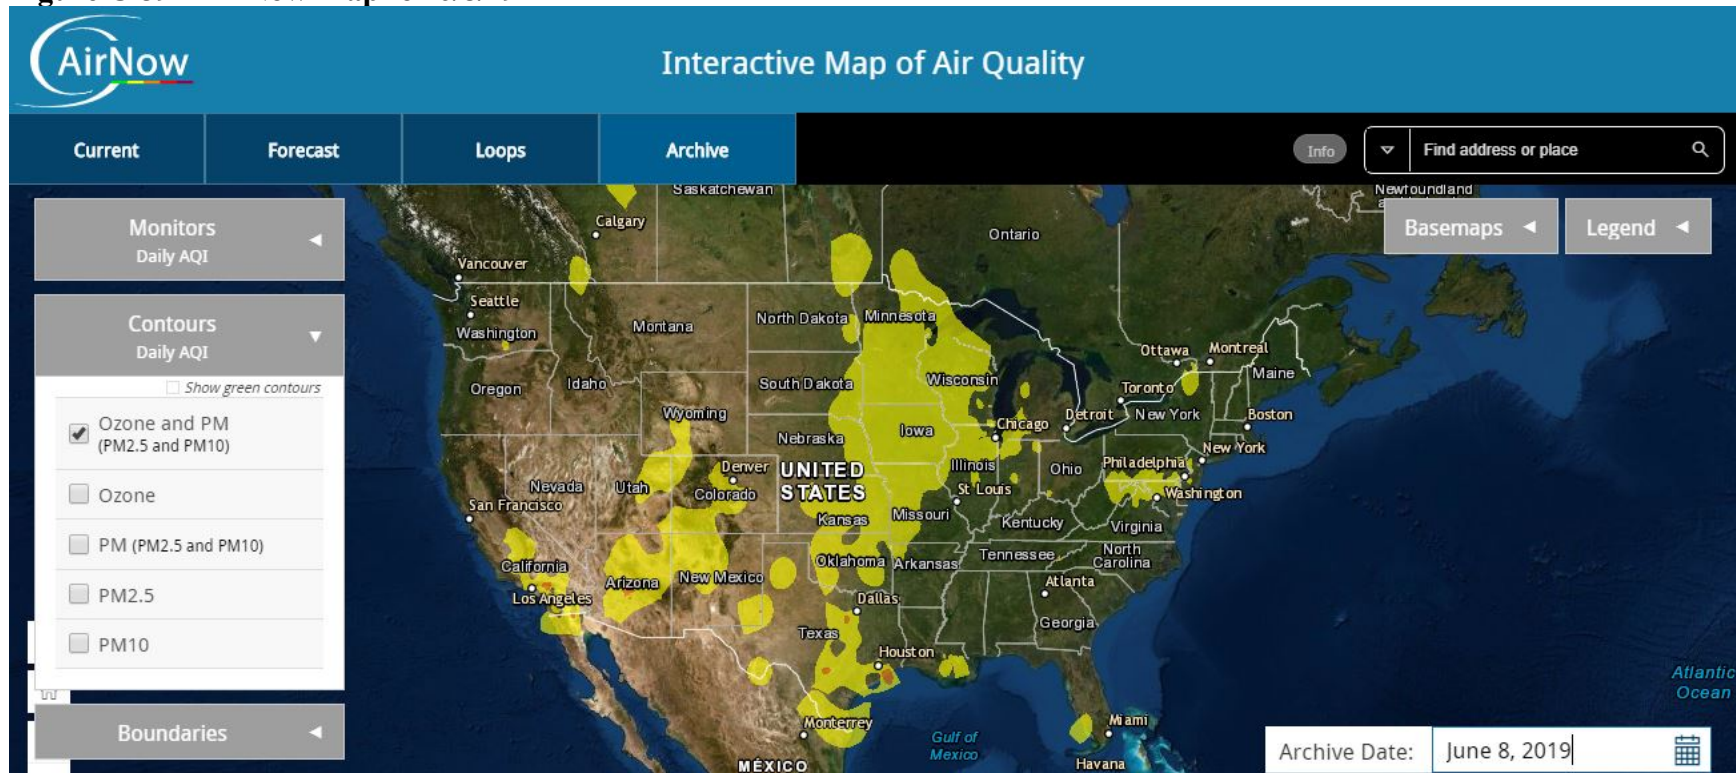 AirNow
Interactive Map of Air Quality
Current
Forecast
Loops
Archive
Info
Find address or place
Monitors
Daily AQI
Contours
Daily AQI
Show green contours
Ozone and PM
(PM2.5 and PM10)
Ozone
PM (PM2.5 and PM10)
PM2.5
PM10
Boundaries
Basemaps
Legend
Saskatchewan
Newfoundland
Calgary
Ontario
Vancouver
Seattle
Washington
Montana
North Dakota
Minnesota
Ottawa
Montreal
Maine
Oregon
Idaho
South Dakota
Wisconsin
Toronto
Wyoming
Detroit
New York
Boston
Chicago
Nebraska
Iowa
New York
Denver
UNITED
STATES
Illinois
Ohio
Philadelphia
Nevada
Utah
Colorado
St Louis
Washington
San Francisco
Kansas
Missouri
Kentucky
Virginia
California
Oklahoma
Arkansas
Tennessee
North
Carolina
Los Angeles
Arizona
New Mexico
Atlanta
Dallas
Georgia
Texas
Houston
Atlantic
Ocean
Monterrey
Miami
Gulf of
Mexico
MÉXICO
Havana
Archive Date:
June 8, 2019